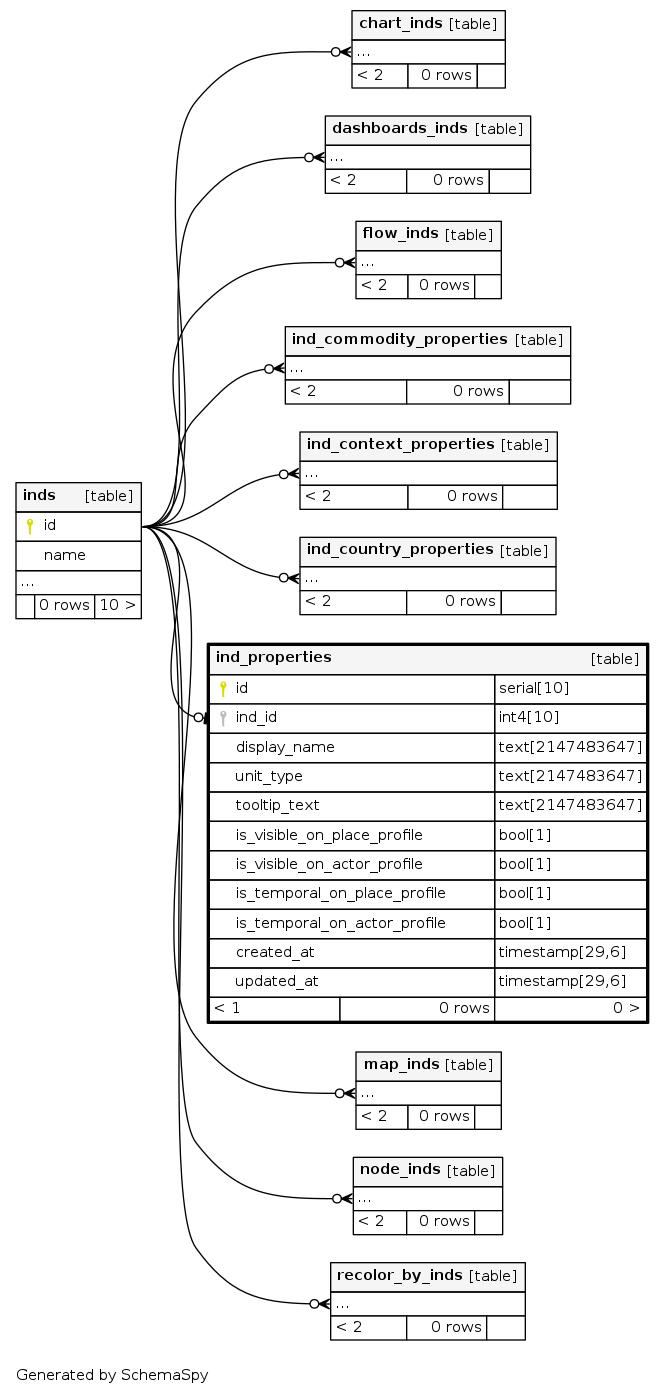 chart_inds [table]
...
< 2 0 rows
dashboards_inds [table]
...
< 2 0 rows
flow_inds [table]
...
< 2 0 rows
ind_commodity_properties [table]
...
< 2 0 rows
ind_context_properties [table]
...
< 2 0 rows
inds [table]
id
name
...
0 rows 10 >
ind_country_properties [table]
...
< 2 0 rows
ind_properties [table]
id serial[10]
ind_id int4[10]
display_name text[2147483647]
unit_type text[2147483647]
tooltip_text text[2147483647]
is_visible_on_place_profile bool[1]
is_visible_on_actor_profile bool[1]
is_temporal_on_place_profile bool[1]
is_temporal_on_actor_profile bool[1]
created_at timestamp[29,6]
updated_at timestamp[29,6]
< 1 0 rows 0 >
map_inds [table]
...
< 2 0 rows
node_inds [table]
...
< 2 0 rows
recolor_by_inds [table]
...
< 2 0 rows
Generated by SchemaSpy